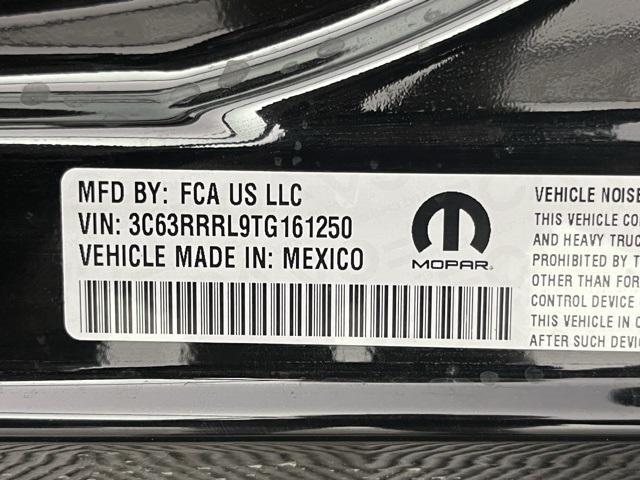 MFD BY: FCA US LLC
VIN: 3C63RRRL9TG161250
VEHICLE MADE IN: MEXICO
MOPAR
VEHICLE NOISE
THIS VEHICLE CO
AND HEAVY TRUC
PROHIBITED BY T
OTHER THAN FOR
CONTROL DEVICE
THIS VEHICLE IN C
AFTER SUCH DEVIC